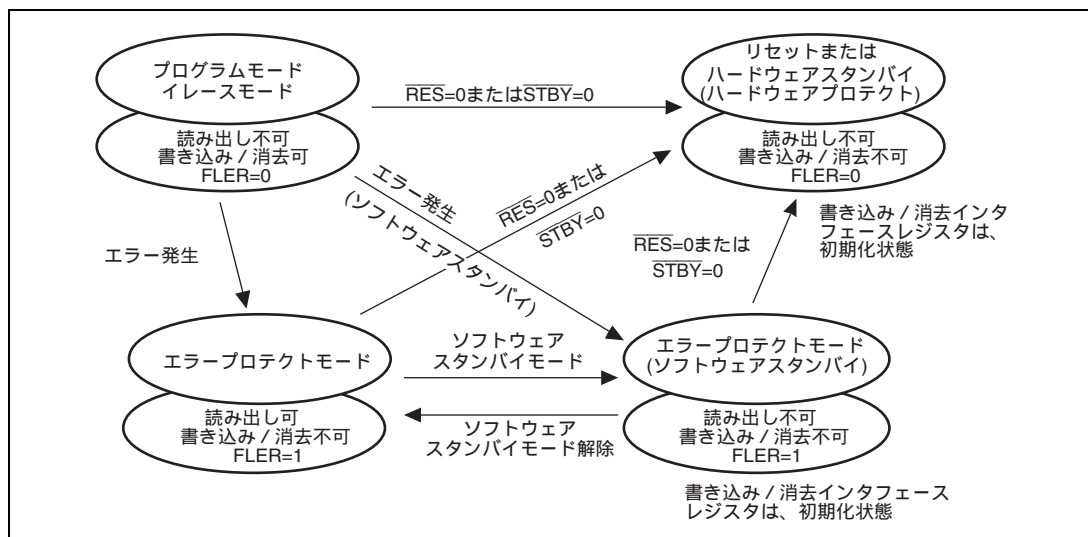 プログラムモード
イレースモード
読み出し不可
書き込み / 消去可
FLER=0
RES=0またはSTBY=0
リセットまたは
ハードウェアスタンバイ
(ハードウェアプロテクト)
読み出し不可
書き込み / 消去不可
FLER=0
書き込み / 消去インタ
フェースレジスタは、
初期化状態
エラー発生
エラー発生
(ソフトウェアスタンバイ)
RES=0または
STBY=0
RES=0または
STBY=0
エラープロテクトモード
読み出し可
書き込み / 消去不可
FLER=1
ソフトウェア
スタンバイモード
ソフトウェア
スタンバイモード解除
エラープロテクトモード
(ソフトウェアスタンバイ)
読み出し不可
書き込み / 消去不可
FLER=1
書き込み / 消去インタフェース
レジスタは、初期化状態